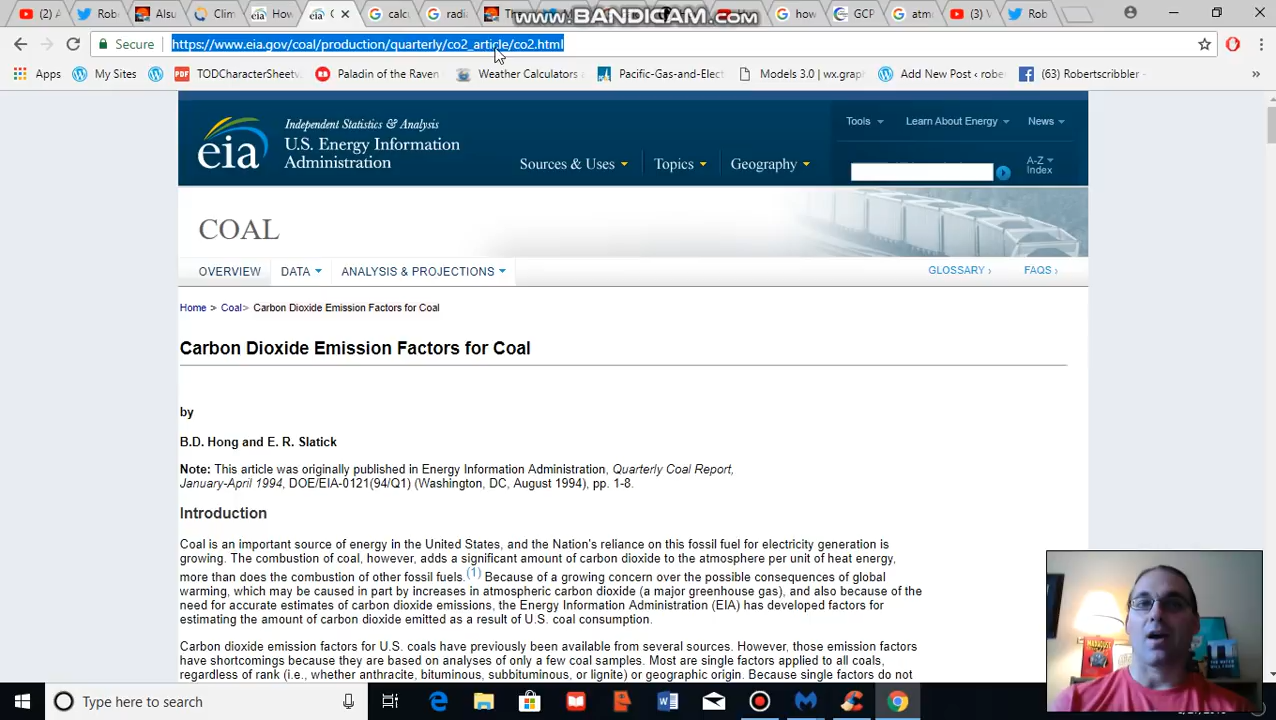 www.BANDICAM.com
Alsu
Clim
How
calc
radi
how
GCP
atm
Rob
Secure
https://www.eia.gov/coal/production/quarterly/co2_article/co2.html
Apps
TODCharacterSheet
Paladin of the Raven
Weather Calculators
Pacific-Gas-and-Elect
Models 3.0 | wx.graph
Add New Post ‹ rober
(63) Robertscribbler -
Independent Statistics & Analysis
U.S. Energy Information
Administration
eia
Tools
Learn About Energy
News
Sources & Uses
Topics
Geography
A-Z
Index
COAL
OVERVIEW
DATA
ANALYSIS & PROJECTIONS
GLOSSARY ›
FAQS ›
Home > Coal> Carbon Dioxide Emission Factors for Coal
Carbon Dioxide Emission Factors for Coal
by
B.D. Hong and E. R. Slatick
Note: This article was originally published in Energy Information Administration, Quarterly Coal Report,
January-April 1994, DOE/EIA-0121(94/Q1) (Washington, DC, August 1994), pp. 1-8.
Introduction
Coal is an important source of energy in the United States, and the Nation's reliance on this fossil fuel for electricity generation is
growing. The combustion of coal, however, adds a significant amount of carbon dioxide to the atmosphere per unit of heat energy,
more than does the combustion of other fossil fuels.(1) Because of a growing concern over the possible consequences of global
warming, which may be caused in part by increases in atmospheric carbon dioxide (a major greenhouse gas), and also because of the
need for accurate estimates of carbon dioxide emissions, the Energy Information Administration (EIA) has developed factors for
estimating the amount of carbon dioxide emitted as a result of U.S. coal consumption.
Carbon dioxide emission factors for U.S. coals have previously been available from several sources. However, those emission factors
have shortcomings because they are based on analyses of only a few coal samples. Most are single factors applied to all coals,
regardless of rank (i.e., whether anthracite, bituminous, subbituminous, or lignite) or geographic origin. Because single factors do not
Type here to search